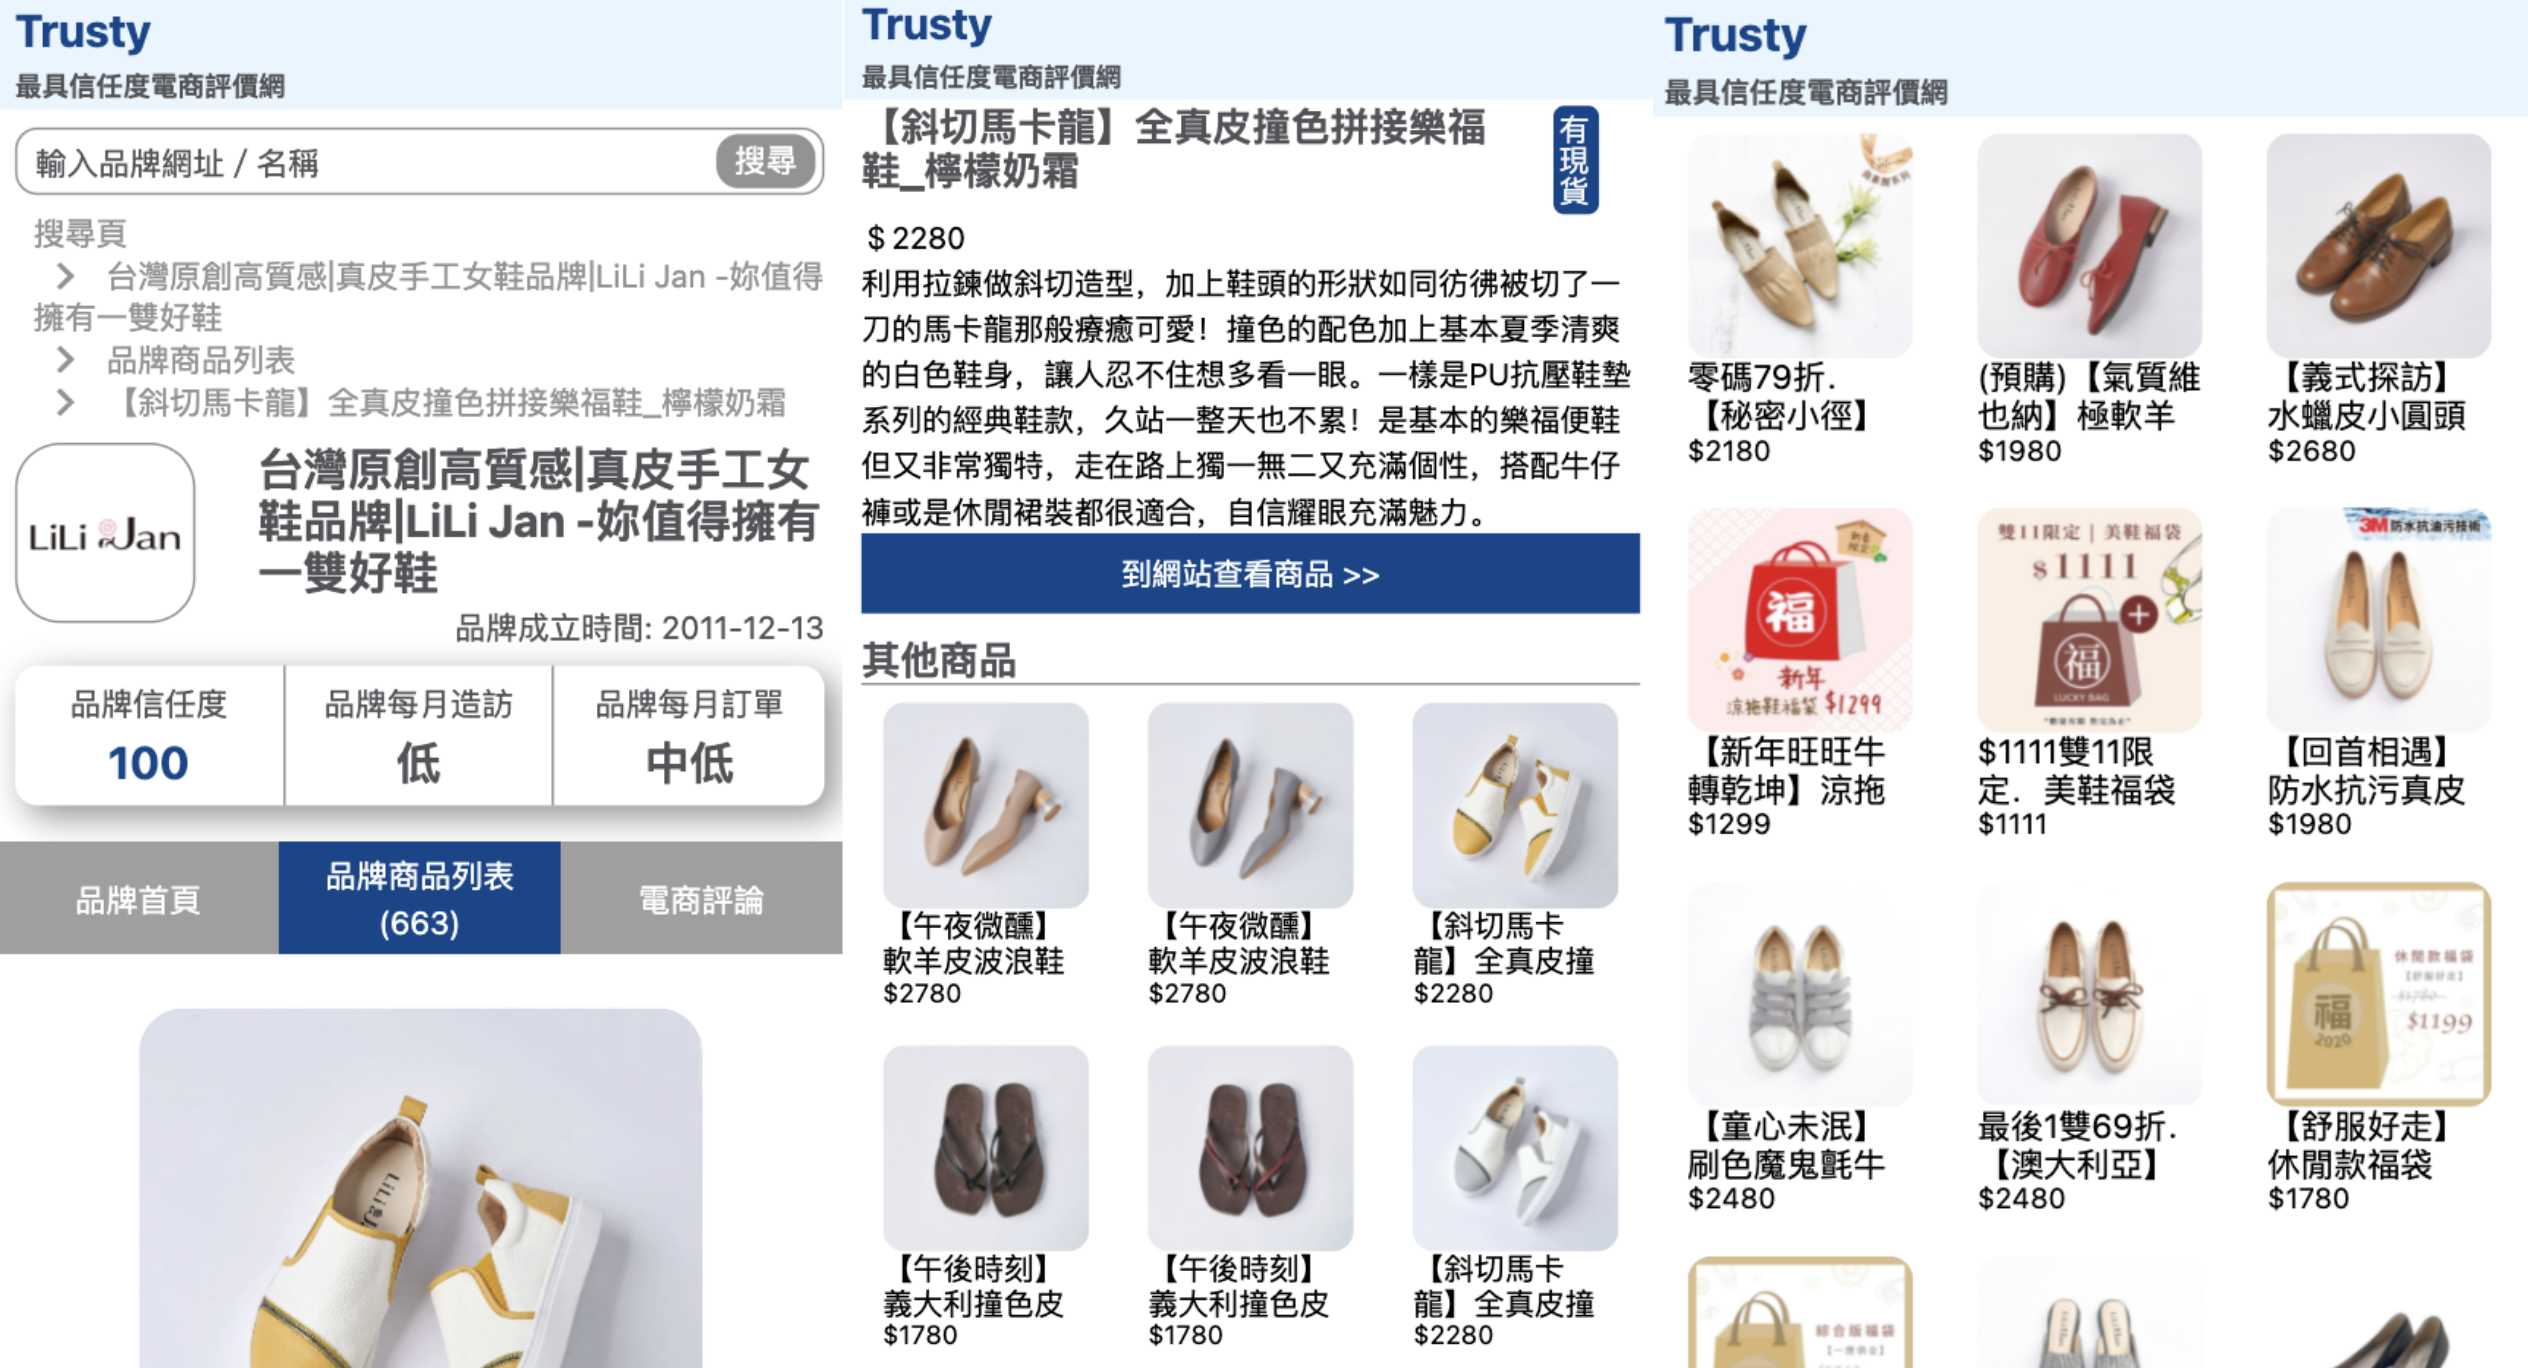 Trusty
最具信任度電商評價網
輸入品牌網址 / 名稱
搜尋
搜尋頁
> 台灣原創高質感|真皮手工女鞋品牌|LiLi Jan -妳值得
擁有一雙好鞋
> 品牌商品列表
> 【斜切馬卡龍】全真皮撞色拼接樂福鞋_檸檬奶霜
LiLi Jan
台灣原創高質感|真皮手工女
鞋品牌|LiLi Jan -妳值得擁有
一雙好鞋
品牌成立時間: 2011-12-13
品牌信任度
100
品牌每月造訪
低
品牌每月訂單
中低
品牌首頁
品牌商品列表
(663)
電商評論
Trusty
最具信任度電商評價網
【斜切馬卡龍】全真皮撞色拼接樂福
鞋_檸檬奶霜
有現貨
$ 2280
利用拉鍊做斜切造型，加上鞋頭的形狀如同彷彿被切了一
刀的馬卡龍那般療癒可愛！撞色的配色加上基本夏季清爽
的白色鞋身，讓人忍不住想多看一眼。一樣是PU抗壓鞋墊
系列的經典鞋款，久站一整天也不累！是基本的樂福便鞋
但又非常獨特，走在路上獨一無二又充滿個性，搭配牛仔
褲或是休閒裙裝都很適合，自信耀眼充滿魅力。
到網站查看商品 >>
其他商品
【午夜微醺】
軟羊皮波浪鞋
$2780
【午夜微醺】
軟羊皮波浪鞋
$2780
【斜切馬卡
龍】全真皮撞
$2280
【午後時刻】
義大利撞色皮
$1780
【午後時刻】
義大利撞色皮
$1780
【斜切馬卡
龍】全真皮撞
$2280
Trusty
最具信任度電商評價網
零碼79折.
【秘密小徑】
$2180
(預購)【氣質維
也納】極軟羊
$1980
【義式探訪】
水蠟皮小圓頭
$2680
新春
限定
福
新年
涼拖鞋福袋 $1299
【新年旺旺牛
轉乾坤】涼拖
$1299
雙11限定 | 美鞋福袋
$1111
福
LUCKY BAG
$1111雙11限
定．美鞋福袋
$1111
3M防水抗油污技術
【回首相遇】
防水抗污真皮
$1980
【童心未泯】
刷色魔鬼氈牛
$2480
最後1雙69折.
【澳大利亞】
$2480
休閒款福袋
【舒服好走】
$1780
$1199
福
2020
【舒服好走】
休閒款福袋
$1780
綜合版福袋